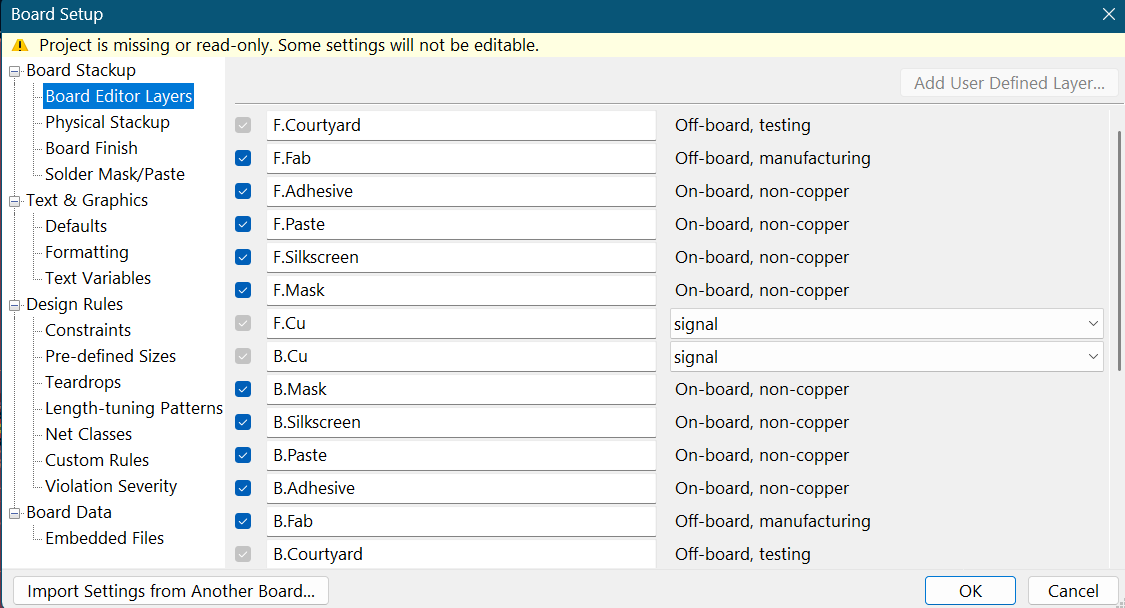 Board Setup
Project is missing or read-only. Some settings will not be editable.
Board Stackup
Board Editor Layers
Physical Stackup
Board Finish
Solder Mask/Paste
Text & Graphics
Defaults
Formatting
Text Variables
Design Rules
Constraints
Pre-defined Sizes
Teardrops
Length-tuning Patterns
Net Classes
Custom Rules
Violation Severity
Board Data
Embedded Files
Add User Defined Layer...
F.Courtyard Off-board, testing
F.Fab Off-board, manufacturing
F.Adhesive On-board, non-copper
F.Paste On-board, non-copper
F.Silkscreen On-board, non-copper
F.Mask On-board, non-copper
F.Cu signal
B.Cu signal
B.Mask On-board, non-copper
B.Silkscreen On-board, non-copper
B.Paste On-board, non-copper
B.Adhesive On-board, non-copper
B.Fab Off-board, manufacturing
B.Courtyard Off-board, testing
Import Settings from Another Board...
OK
Cancel